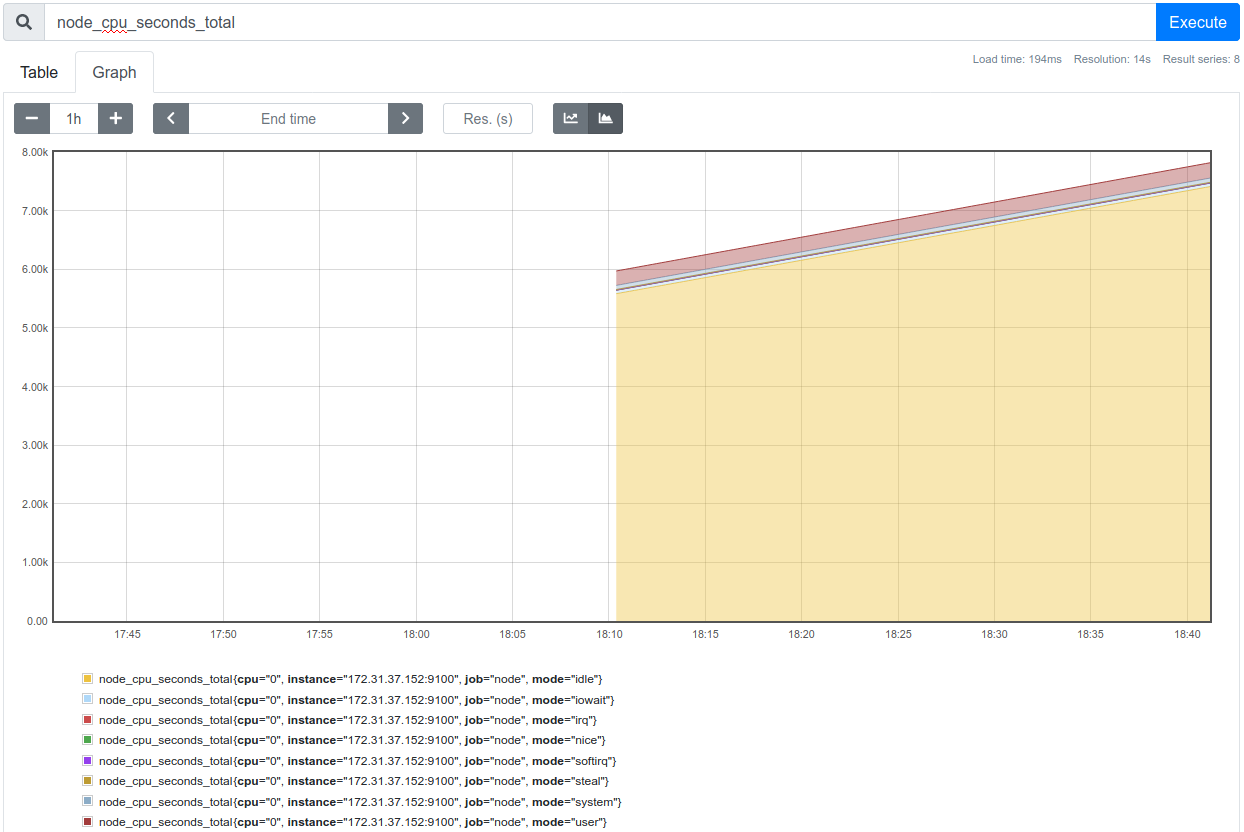 node_cpu_seconds_total
Execute
Table
Graph
Load time: 194ms Resolution: 14s Result series: 8
1h
End time
Res. (s)
8.00k
7.00k
6.00k
5.00k
4.00k
3.00k
2.00k
1.00k
0.00
17:45 17:50 17:55 18:00 18:05 18:10 18:15 18:20 18:25 18:30 18:35 18:40
node_cpu_seconds_total{cpu="0", instance="172.31.37.152:9100", job="node", mode="idle"}
node_cpu_seconds_total{cpu="0", instance="172.31.37.152:9100", job="node", mode="iowait"}
node_cpu_seconds_total{cpu="0", instance="172.31.37.152:9100", job="node", mode="irq"}
node_cpu_seconds_total{cpu="0", instance="172.31.37.152:9100", job="node", mode="nice"}
node_cpu_seconds_total{cpu="0", instance="172.31.37.152:9100", job="node", mode="softirq"}
node_cpu_seconds_total{cpu="0", instance="172.31.37.152:9100", job="node", mode="steal"}
node_cpu_seconds_total{cpu="0", instance="172.31.37.152:9100", job="node", mode="system"}
node_cpu_seconds_total{cpu="0", instance="172.31.37.152:9100", job="node", mode="user"}